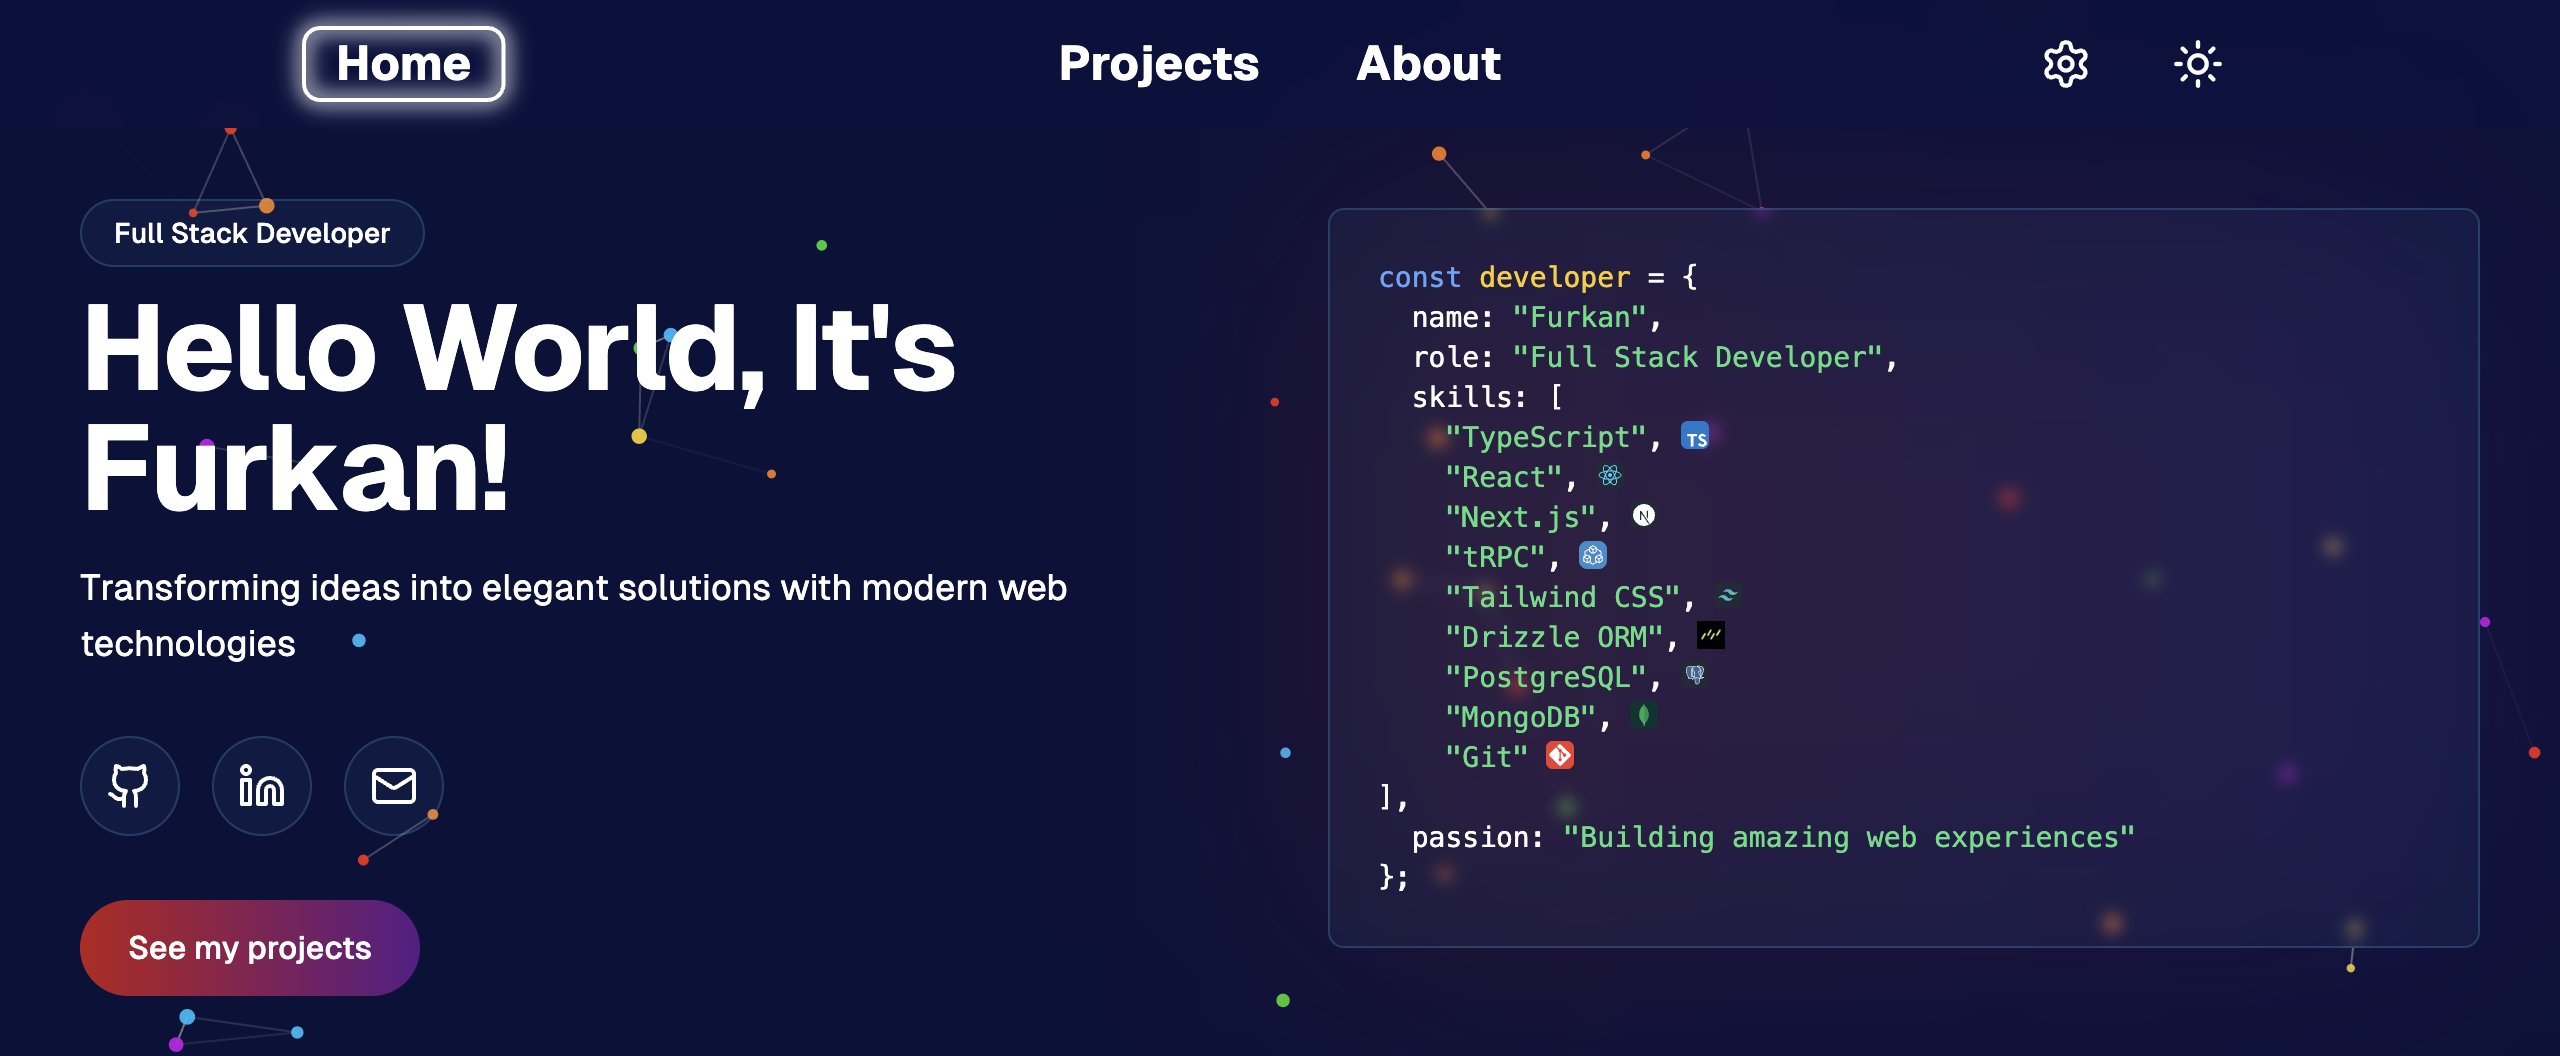 Home
Projects
About
Full Stack Developer
Hello World, It's
Furkan!
Transforming ideas into elegant solutions with modern web
technologies
See my projects
const developer = {
name: "Furkan",
role: "Full Stack Developer",
skills: [
"TypeScript", TS
"React",
"Next.js", N
"tRPC",
"Tailwind CSS",
"Drizzle ORM",
"PostgreSQL",
"MongoDB",
"Git"
],
passion: "Building amazing web experiences"
};